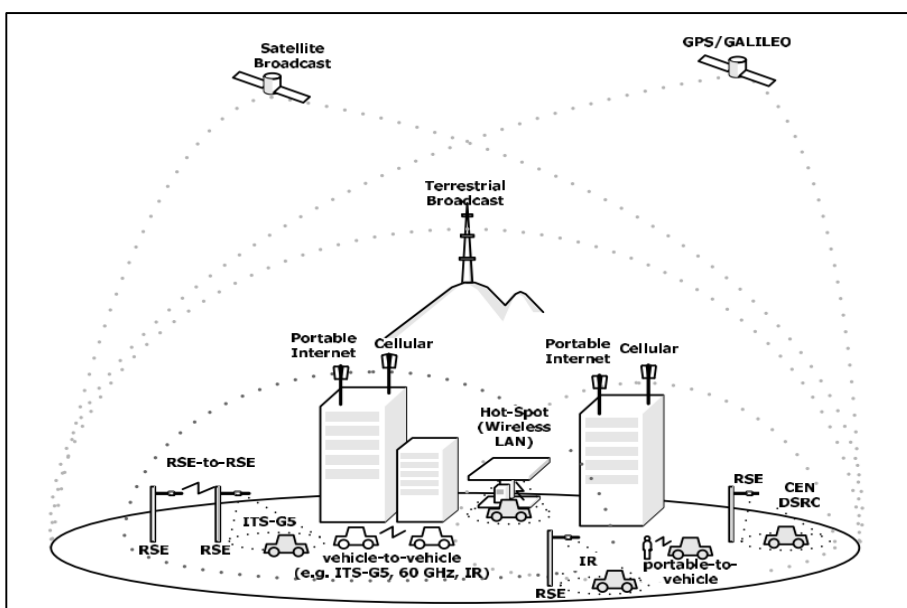 Satellite
Broadcast
GPS/GALILEO
Terrestrial
Broadcast
Portable
Internet
Cellular
Portable
Internet
Cellular
Hot-Spot
(Wireless
LAN)
RSE-to-RSE
RSE
CEN
DSRC
ITS-G5
RSE
RSE
vehicle-to-vehicle
(e.g. ITS-G5, 60 GHz, IR)
IR
RSE
portable-to-
vehicle